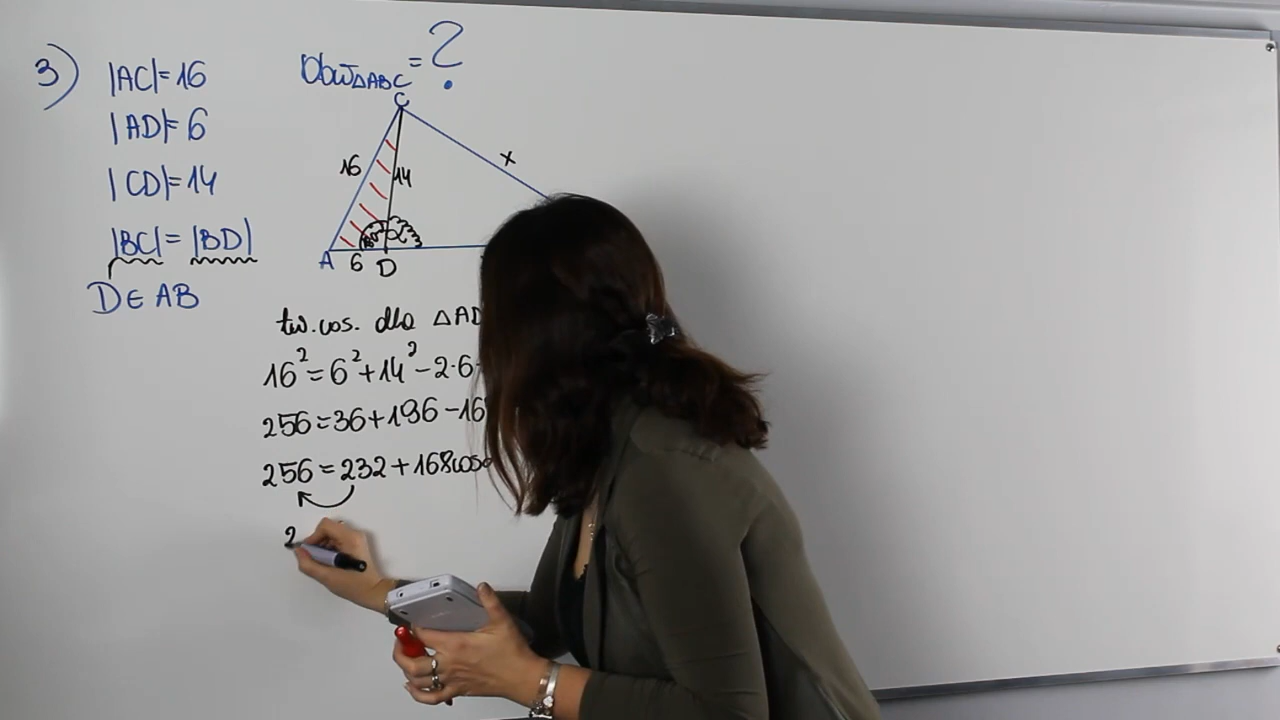 3) |AC|=16
|AD|=6
|CD|=14
|BC|=|BD|
D∈AB
Obw△ABC = ?
C
16
14
x
α
A
6
D
tw. cos. dla △AD
16²=6²+14²-2·6·
256=36+196-16
256=232+168cos
2